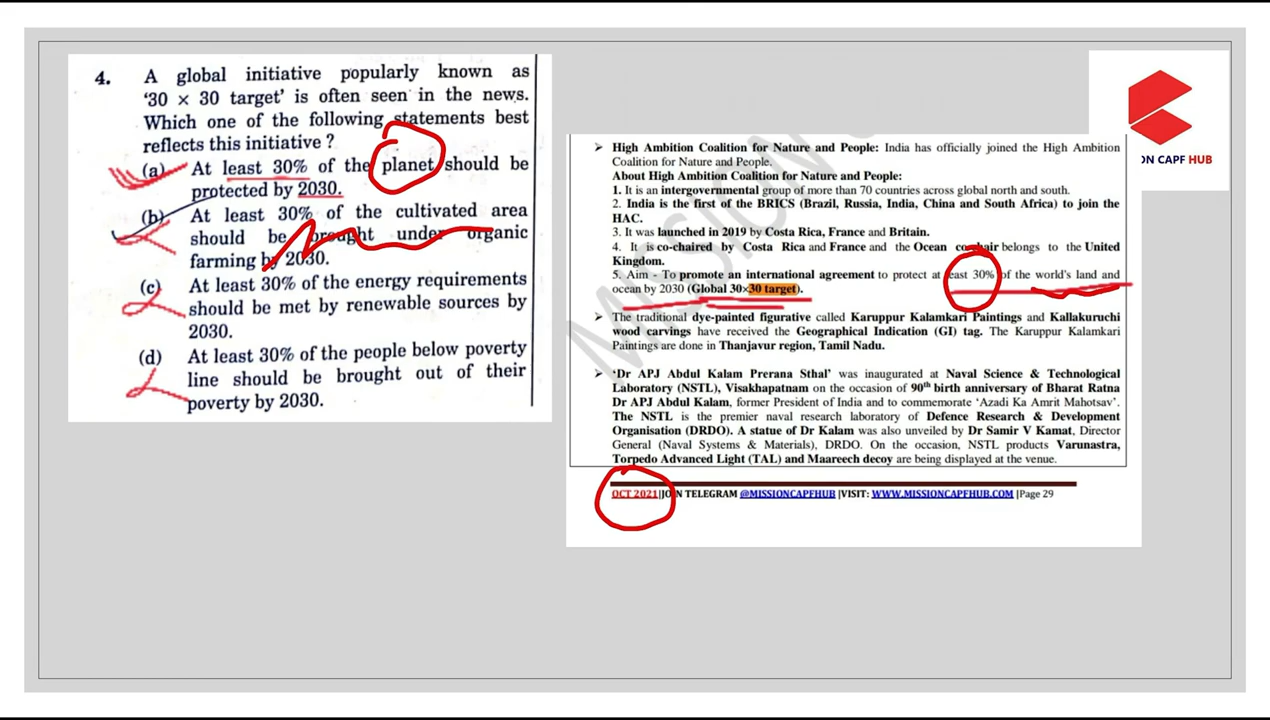 4. A global initiative popularly known as
‘30 × 30 target’ is often seen in the news.
Which one of the following statements best
reflects this initiative ?
(a) At least 30% of the planet should be
protected by 2030.
(b) At least 30% of the cultivated area
should be brought under organic
farming by 2030.
(c) At least 30% of the energy requirements
should be met by renewable sources by
2030.
(d) At least 30% of the people below poverty
line should be brought out of their
poverty by 2030.
ON CAPF HUB
➢ High Ambition Coalition for Nature and People: India has officially joined the High Ambition
Coalition for Nature and People.
About High Ambition Coalition for Nature and People:
1. It is an intergovernmental group of more than 70 countries across global north and south.
2. India is the first of the BRICS (Brazil, Russia, India, China and South Africa) to join the
HAC.
3. It was launched in 2019 by Costa Rica, France and Britain.
4. It is co-chaired by Costa Rica and France and the Ocean co-chair belongs to the United
Kingdom.
5. Aim - To promote an international agreement to protect at least 30% of the world's land and
ocean by 2030 (Global 30×30 target).
➢ The traditional dye-painted figurative called Karuppur Kalamkari Paintings and Kallakuruchi
wood carvings have received the Geographical Indication (GI) tag. The Karuppur Kalamkari
Paintings are done in Thanjavur region, Tamil Nadu.
➢ ‘Dr APJ Abdul Kalam Prerana Sthal’ was inaugurated at Naval Science & Technological
Laboratory (NSTL), Visakhapatnam on the occasion of 90th birth anniversary of Bharat Ratna
Dr APJ Abdul Kalam, former President of India and to commemorate ‘Azadi Ka Amrit Mahotsav’.
The NSTL is the premier naval research laboratory of Defence Research & Development
Organisation (DRDO). A statue of Dr Kalam was also unveiled by Dr Samir V Kamat, Director
General (Naval Systems & Materials), DRDO. On the occasion, NSTL products Varunastra,
Torpedo Advanced Light (TAL) and Maareech decoy are being displayed at the venue.
OCT 2021|JOIN TELEGRAM @MISSIONCAPFHUB |VISIT: WWW.MISSIONCAPFHUB.COM |Page 29